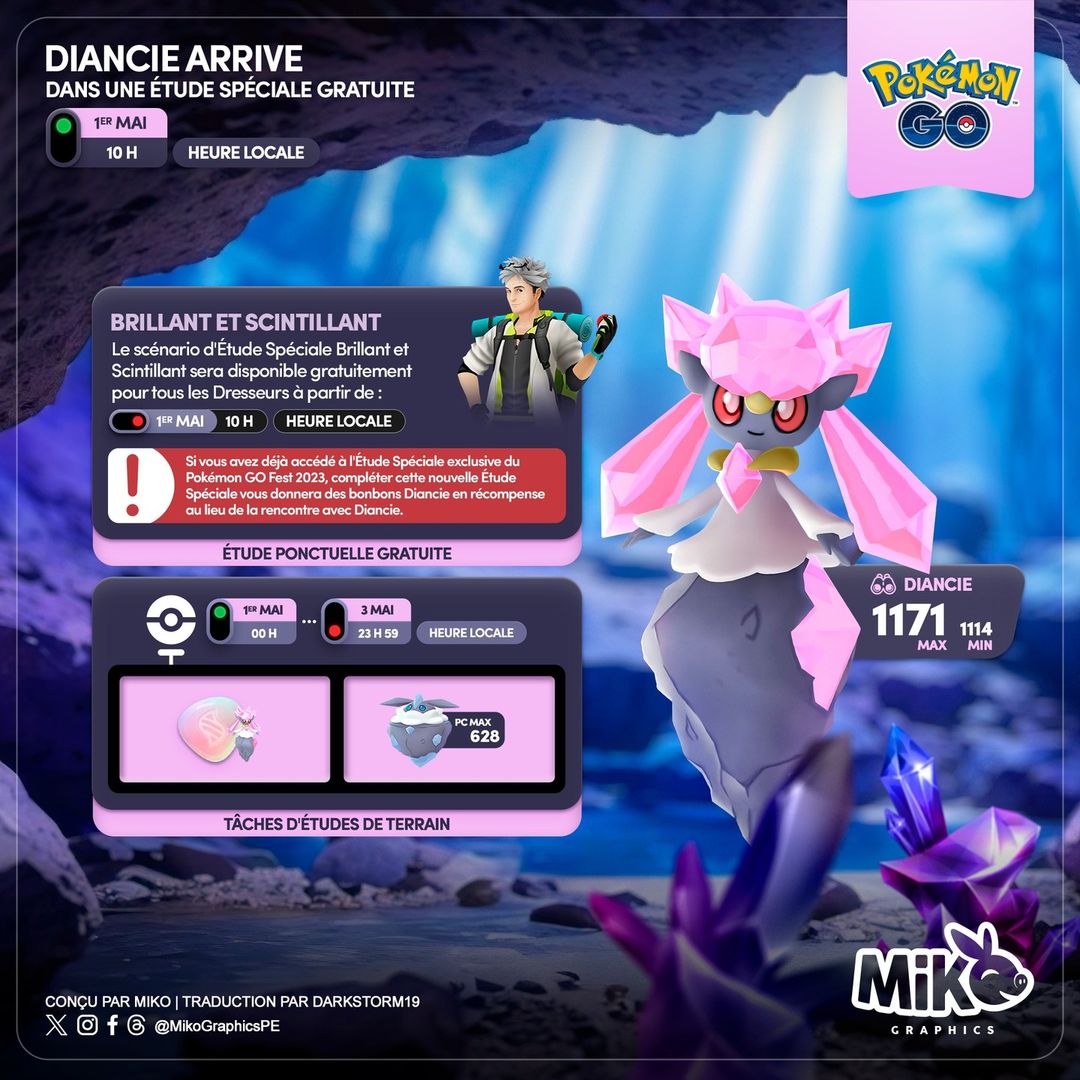 DIANCIE ARRIVE
DANS UNE ÉTUDE SPÉCIALE GRATUITE
1ER MAI
10 H
HEURE LOCALE
POKÉMON
GO
BRILLANT ET SCINTILLANT
Le scénario d'Étude Spéciale Brillant et
Scintillant sera disponible gratuitement
pour tous les Dresseurs à partir de :
1ER MAI 10 H HEURE LOCALE
Si vous avez déjà accédé à l'Étude Spéciale exclusive du
Pokémon GO Fest 2023, compléter cette nouvelle Étude
Spéciale vous donnera des bonbons Diancie en récompense
au lieu de la rencontre avec Diancie.
ÉTUDE PONCTUELLE GRATUITE
DIANCIE
1171 1114
MAX MIN
1ER MAI ... 3 MAI
00 H 23 H 59 HEURE LOCALE
PC MAX
628
TÂCHES D'ÉTUDES DE TERRAIN
CONÇU PAR MIKO | TRADUCTION PAR DARKSTORM19
@MikoGraphicsPE
MiKO
GRAPHICS